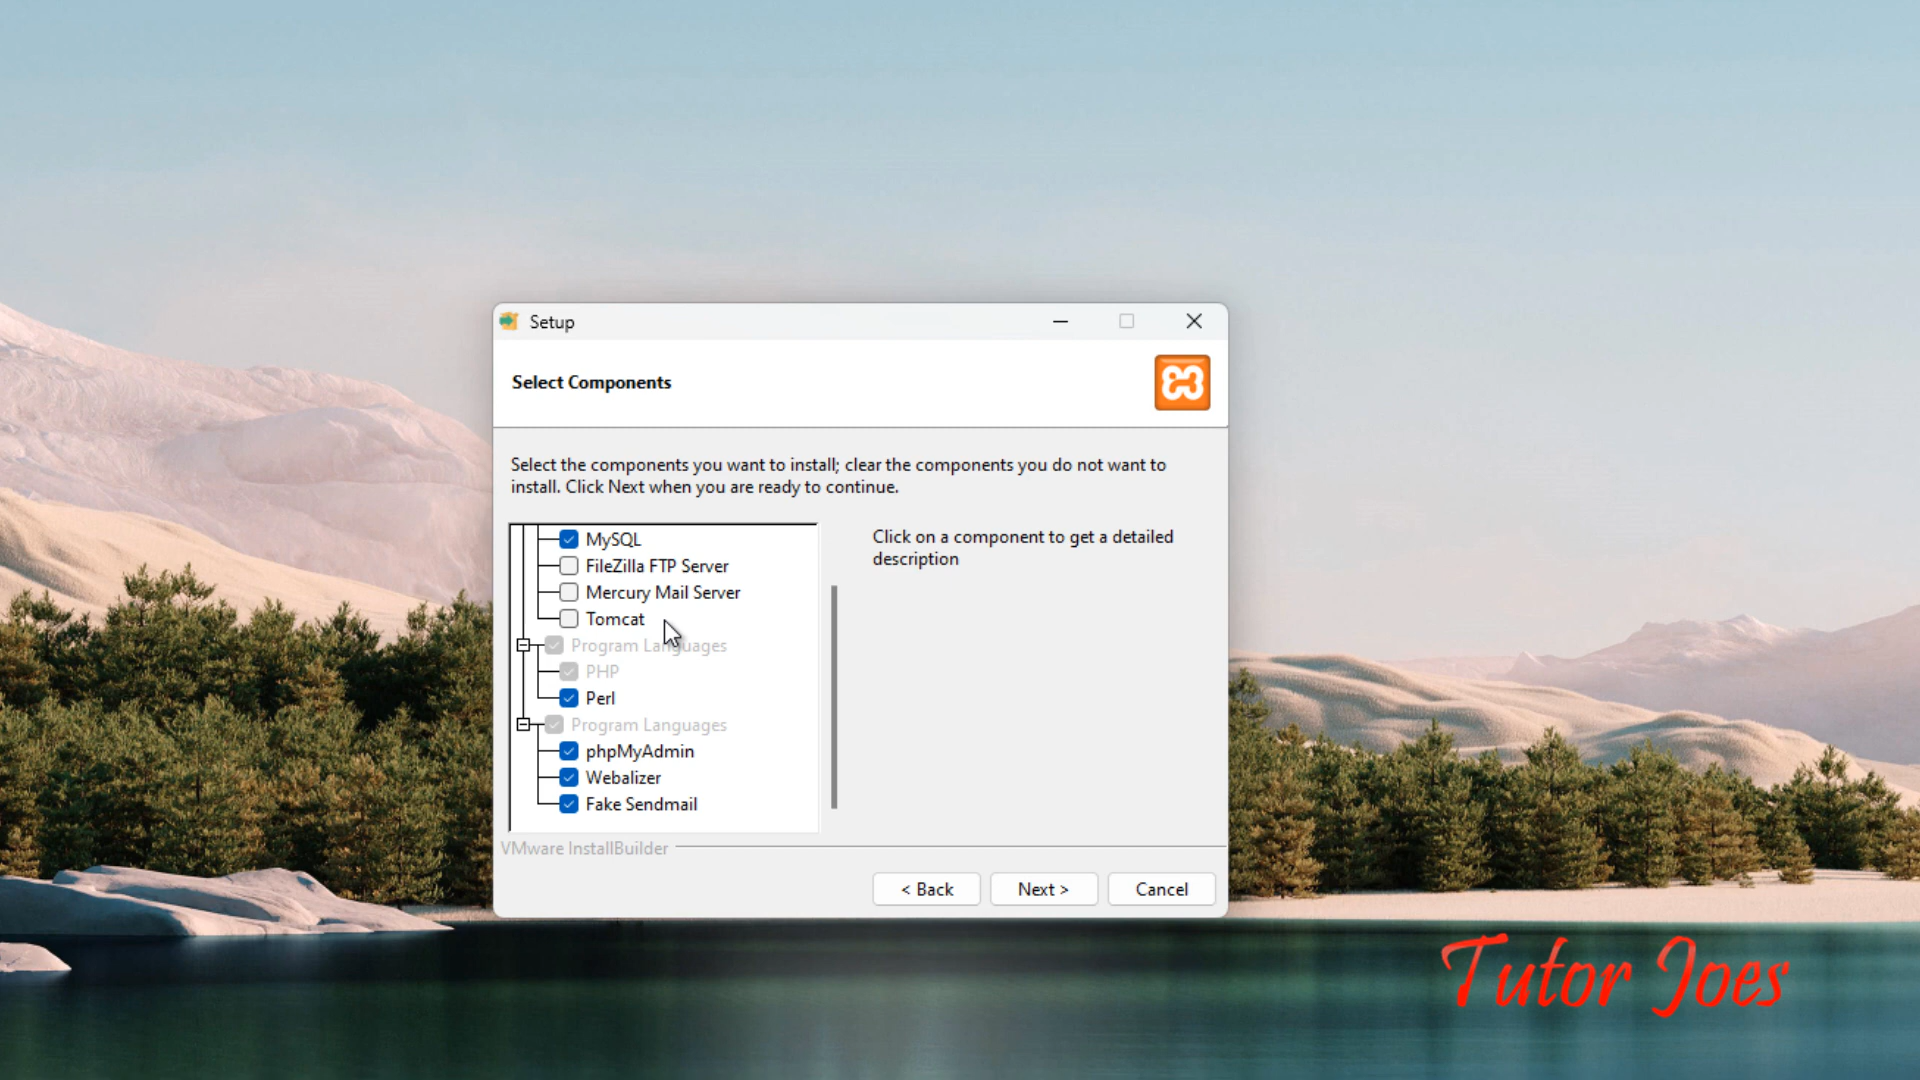 Setup
Select Components
Select the components you want to install; clear the components you do not want to
install. Click Next when you are ready to continue.
MySQL
FileZilla FTP Server
Mercury Mail Server
Tomcat
Program Languages
PHP
Perl
Program Languages
phpMyAdmin
Webalizer
Fake Sendmail
Click on a component to get a detailed
description
VMware InstallBuilder
< Back
Next >
Cancel
Tutor Joes